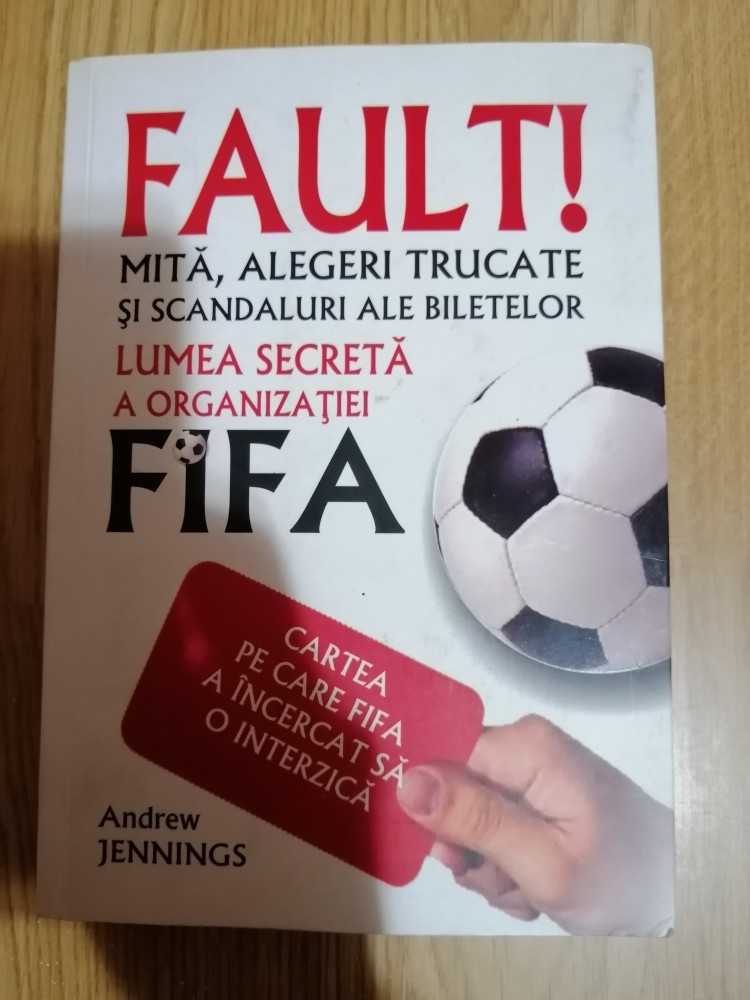 FAULT!
MITĂ, ALEGERI TRUCATE
ŞI SCANDALURI ALE BILETELOR
LUMEA SECRETĂ
A ORGANIZAŢIEI
FIFA
CARTEA
PE CARE FIFA
A ÎNCERCAT SĂ
O INTERZICĂ
Andrew
JENNINGS